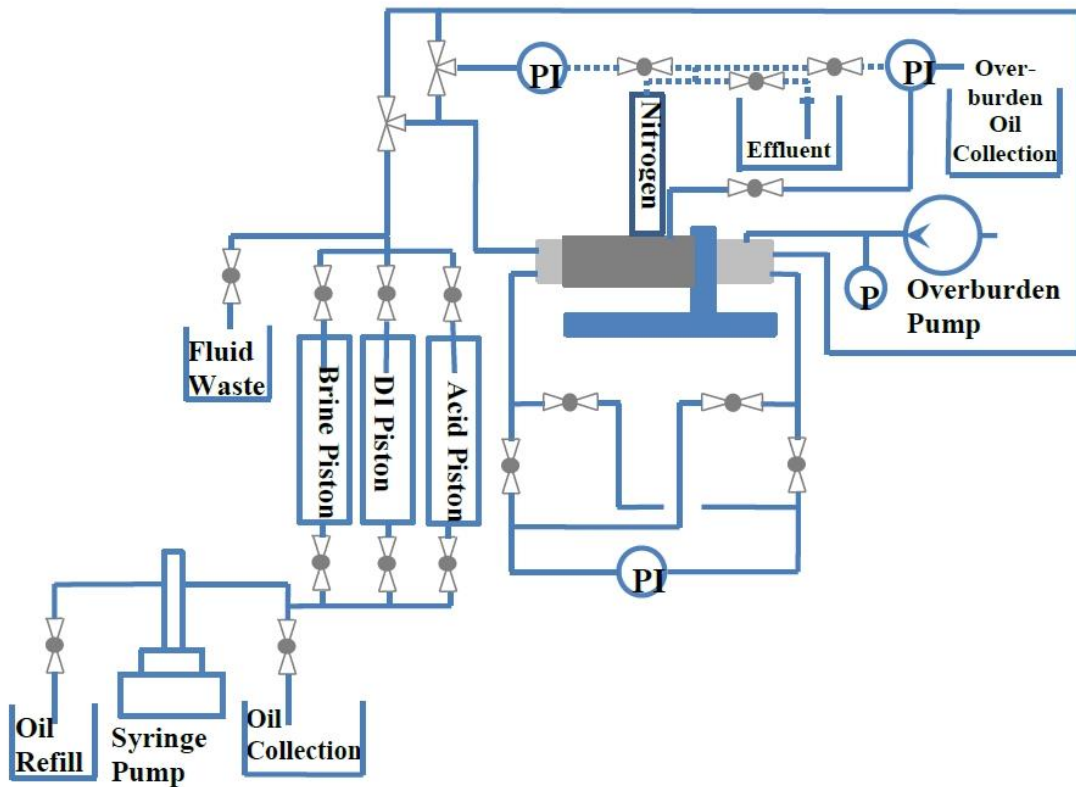 PI
PI
Over-
burden
Oil
Collection
Nitrogen
Effluent
P
Overburden
Pump
Fluid
Waste
Brine Piston
DI Piston
Acid Piston
PI
Oil
Refill
Syringe
Pump
Oil
Collection